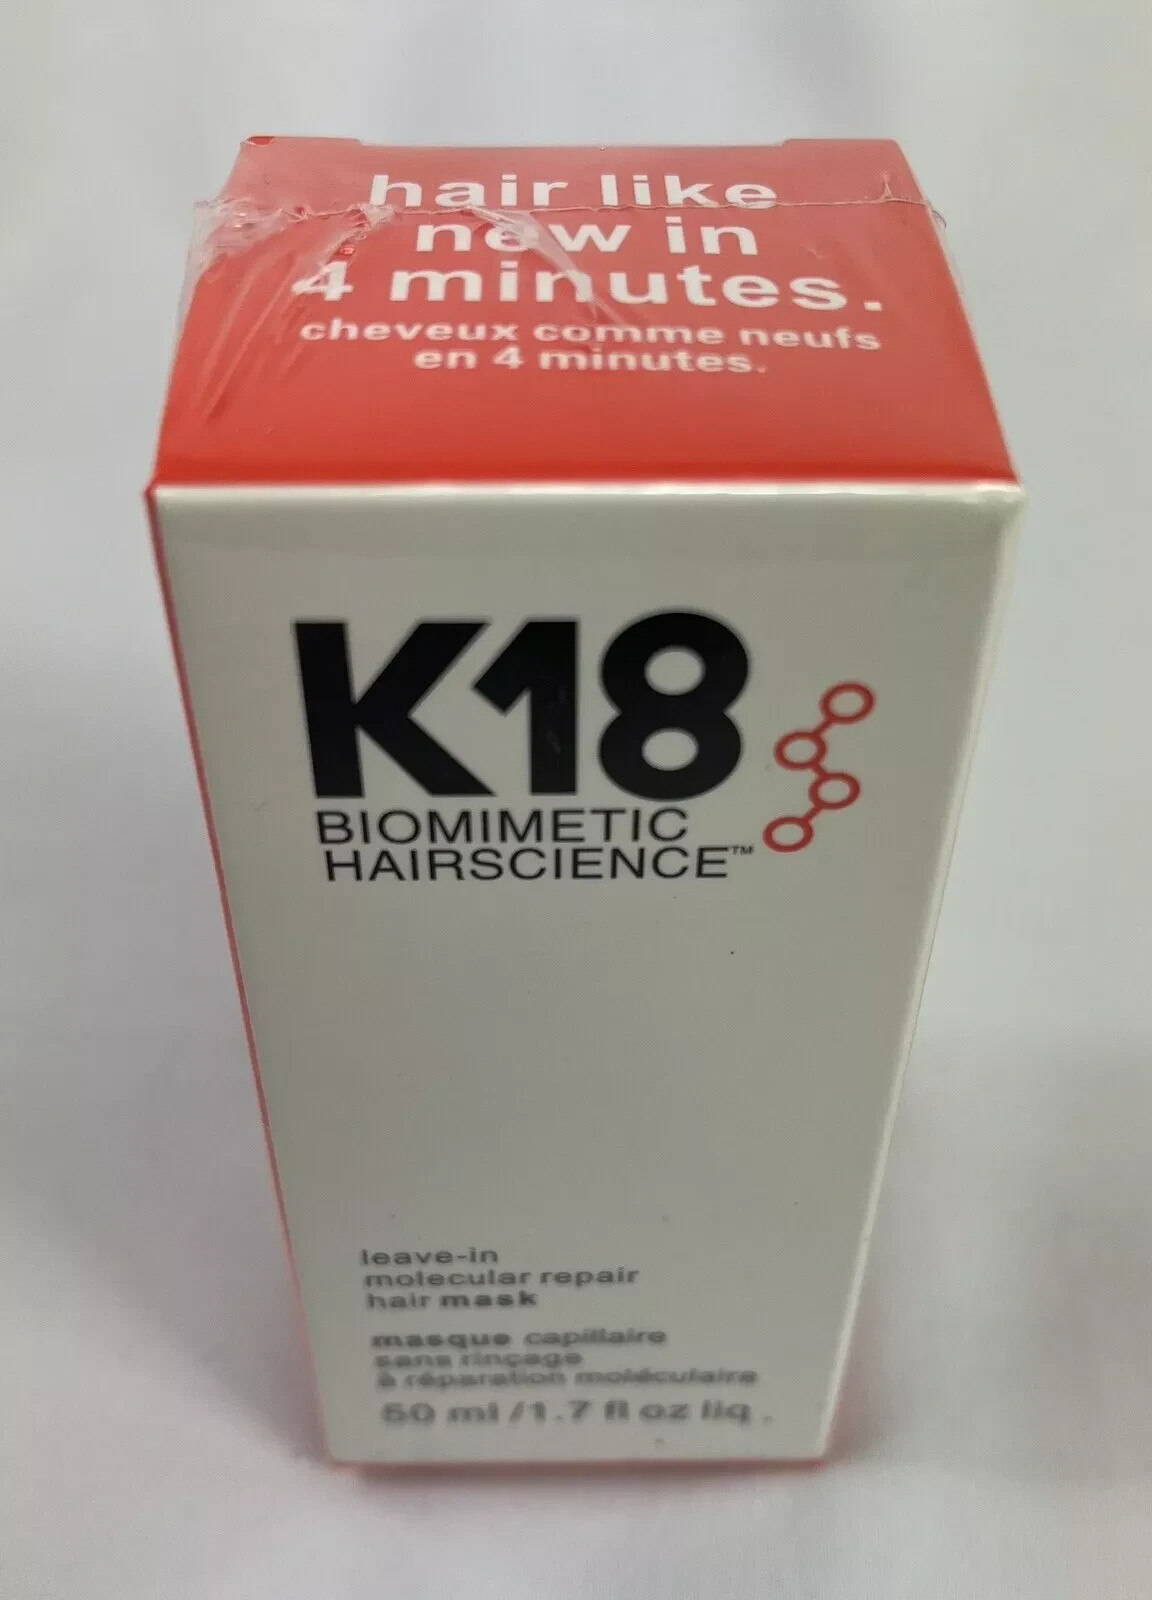 hair like
new in
4 minutes.
cheveux comme neufs
en 4 minutes.
K18
BIOMIMETIC
HAIRSCIENCE™
leave-in
molecular repair
hair mask
masque capillaire
sans rinçage
à réparation moléculaire
50 ml / 1.7 fl oz liq.